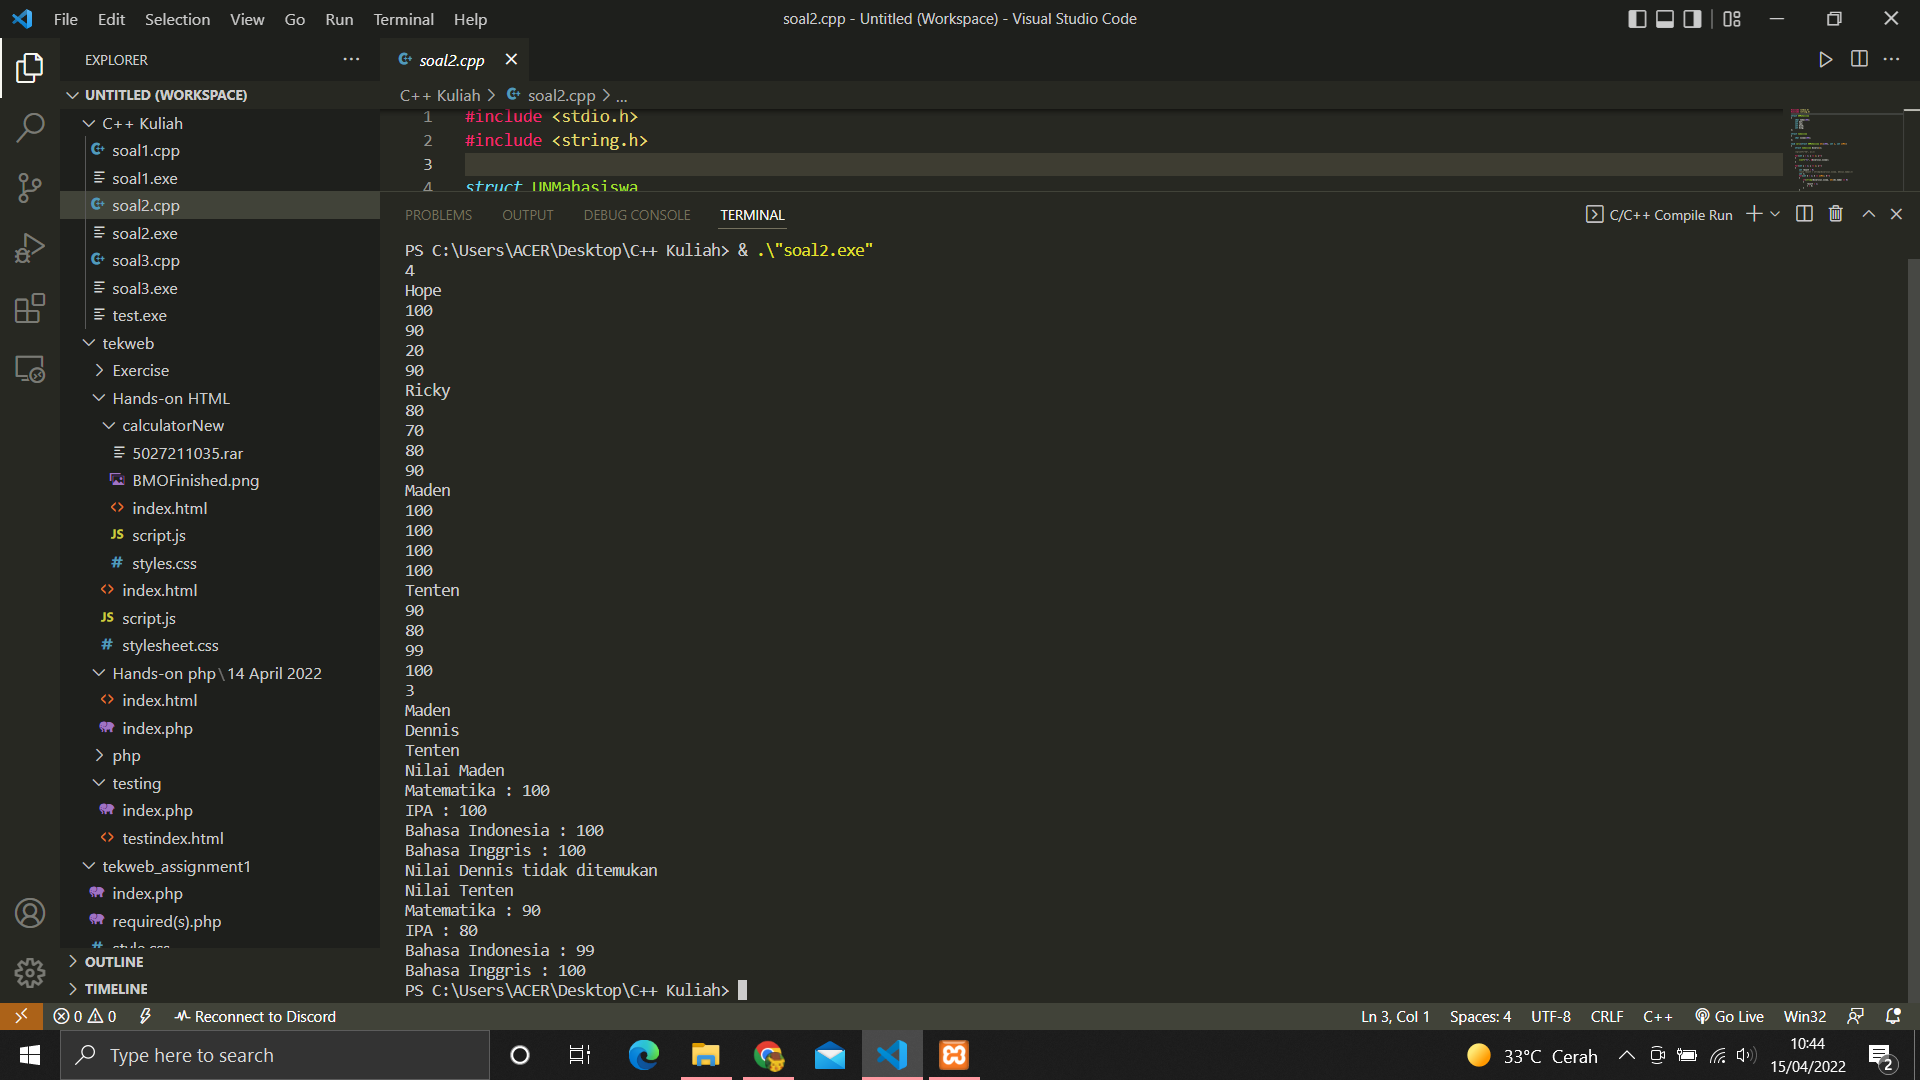 File Edit Selection View Go Run Terminal Help
soal2.cpp - Untitled (Workspace) - Visual Studio Code
EXPLORER
UNTITLED (WORKSPACE)
C++ Kuliah
soal1.cpp
soal1.exe
soal2.cpp
soal2.exe
soal3.cpp
soal3.exe
test.exe
tekweb
Exercise
Hands-on HTML
calculatorNew
5027211035.rar
BMOFinished.png
index.html
script.js
styles.css
index.html
script.js
stylesheet.css
Hands-on php\14 April 2022
index.html
index.php
php
testing
index.php
testindex.html
tekweb_assignment1
index.php
required(s).php
style.css
OUTLINE
TIMELINE
soal2.cpp
C++ Kuliah > soal2.cpp > ...
1 #include <stdio.h>
2 #include <string.h>
3
4 struct UNMahasiswa
PROBLEMS OUTPUT DEBUG CONSOLE TERMINAL
C/C++ Compile Run
PS C:\Users\ACER\Desktop\C++ Kuliah> & .\"soal2.exe"
4
Hope
100
90
20
90
Ricky
80
70
80
90
Maden
100
100
100
100
Tenten
90
80
99
100
3
Maden
Dennis
Tenten
Nilai Maden
Matematika : 100
IPA : 100
Bahasa Indonesia : 100
Bahasa Inggris : 100
Nilai Dennis tidak ditemukan
Nilai Tenten
Matematika : 90
IPA : 80
Bahasa Indonesia : 99
Bahasa Inggris : 100
PS C:\Users\ACER\Desktop\C++ Kuliah>
0 0 Reconnect to Discord
Ln 3, Col 1 Spaces: 4 UTF-8 CRLF C++ Go Live Win32
Type here to search
33°C Cerah
10:44
15/04/2022
2